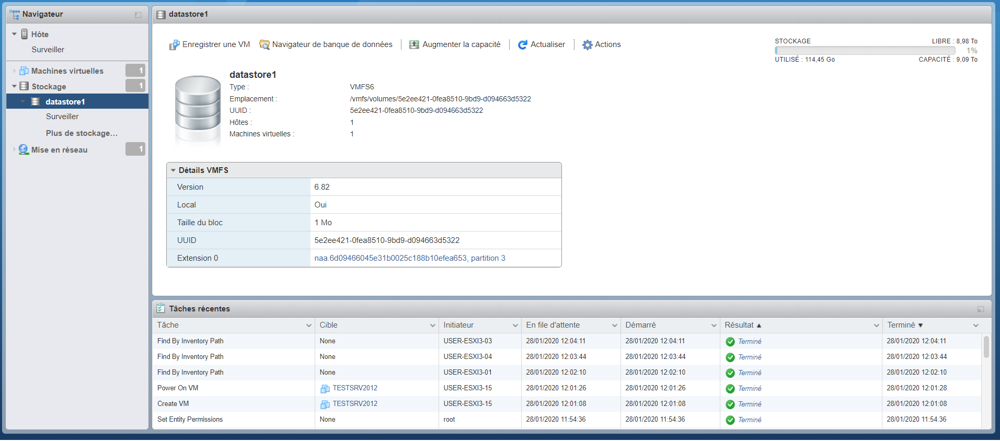 Navigateur
Hôte
Surveiller
Machines virtuelles 1
Stockage 1
datastore1
Surveiller
Plus de stockage...
Mise en réseau 1
datastore1
Enregistrer une VM Navigateur de banque de données Augmenter la capacité Actualiser Actions
STOCKAGE LIBRE : 8,98 To
1%
UTILISÉ : 114,45 Go CAPACITÉ : 9,09 To
datastore1
Type : VMFS6
Emplacement : /vmfs/volumes/5e2ee421-0fea8510-9bd9-d094663d5322
UUID : 5e2ee421-0fea8510-9bd9-d094663d5322
Hôtes : 1
Machines virtuelles : 1
Détails VMFS
Version 6.82
Local Oui
Taille du bloc 1 Mo
UUID 5e2ee421-0fea8510-9bd9-d094663d5322
Extension 0 naa.6d09466045e31b0025c188b10efea653, partition 3
Tâches récentes
Tâche Cible Initiateur En file d'attente Démarré Résultat ▲ Terminé ▼
Find By Inventory Path None USER-ESXI3-03 28/01/2020 12:04:11 28/01/2020 12:04:11 Terminé 28/01/2020 12:04:11
Find By Inventory Path None USER-ESXI3-04 28/01/2020 12:03:44 28/01/2020 12:03:44 Terminé 28/01/2020 12:03:44
Find By Inventory Path None USER-ESXI3-01 28/01/2020 12:02:10 28/01/2020 12:02:10 Terminé 28/01/2020 12:02:10
Power On VM TESTSRV2012 USER-ESXI3-15 28/01/2020 12:01:26 28/01/2020 12:01:26 Terminé 28/01/2020 12:01:28
Create VM TESTSRV2012 USER-ESXI3-15 28/01/2020 12:01:08 28/01/2020 12:01:08 Terminé 28/01/2020 12:01:08
Set Entity Permissions None root 28/01/2020 11:54:36 28/01/2020 11:54:36 Terminé 28/01/2020 11:54:36